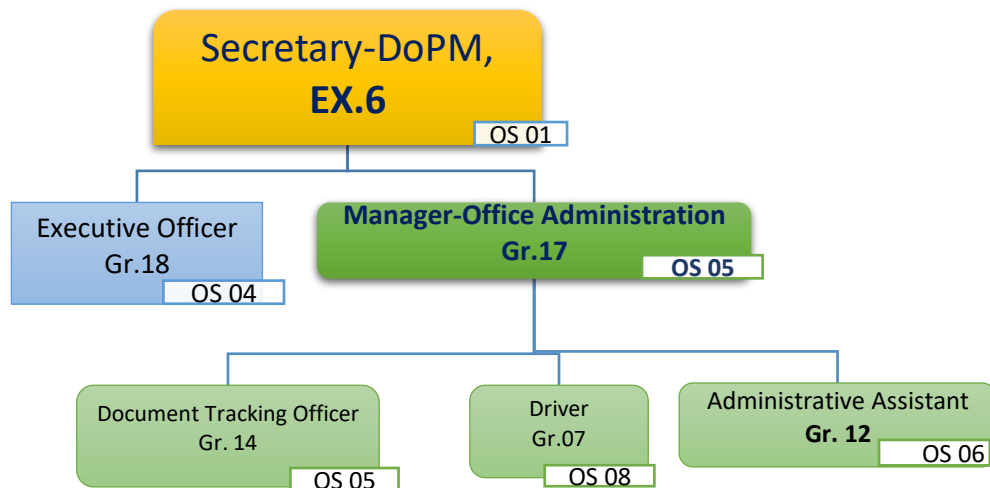 Secretary-DoPM,
EX.6
OS 01
Executive Officer
Gr.18
OS 04
Manager-Office Administration
Gr.17
OS 05
Document Tracking Officer
Gr. 14
OS 05
Driver
Gr.07
OS 08
Administrative Assistant
Gr. 12
OS 06